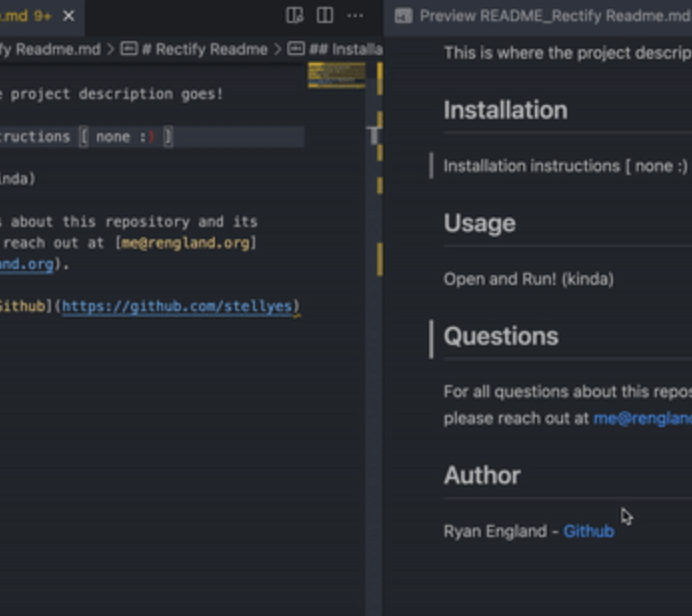 .md 9+
fy Readme.md > # Rectify Readme > ## Installa
e project description goes!
tructions [ none :) ]
inda)
s about this repository and its
reach out at [me@rengland.org]
and.org).
Github](https://github.com/stellyes)
Preview README_Rectify Readme.md
This is where the project descrip
Installation
Installation instructions [ none :)
Usage
Open and Run! (kinda)
Questions
For all questions about this repos
please reach out at me@renglan
Author
Ryan England - Github